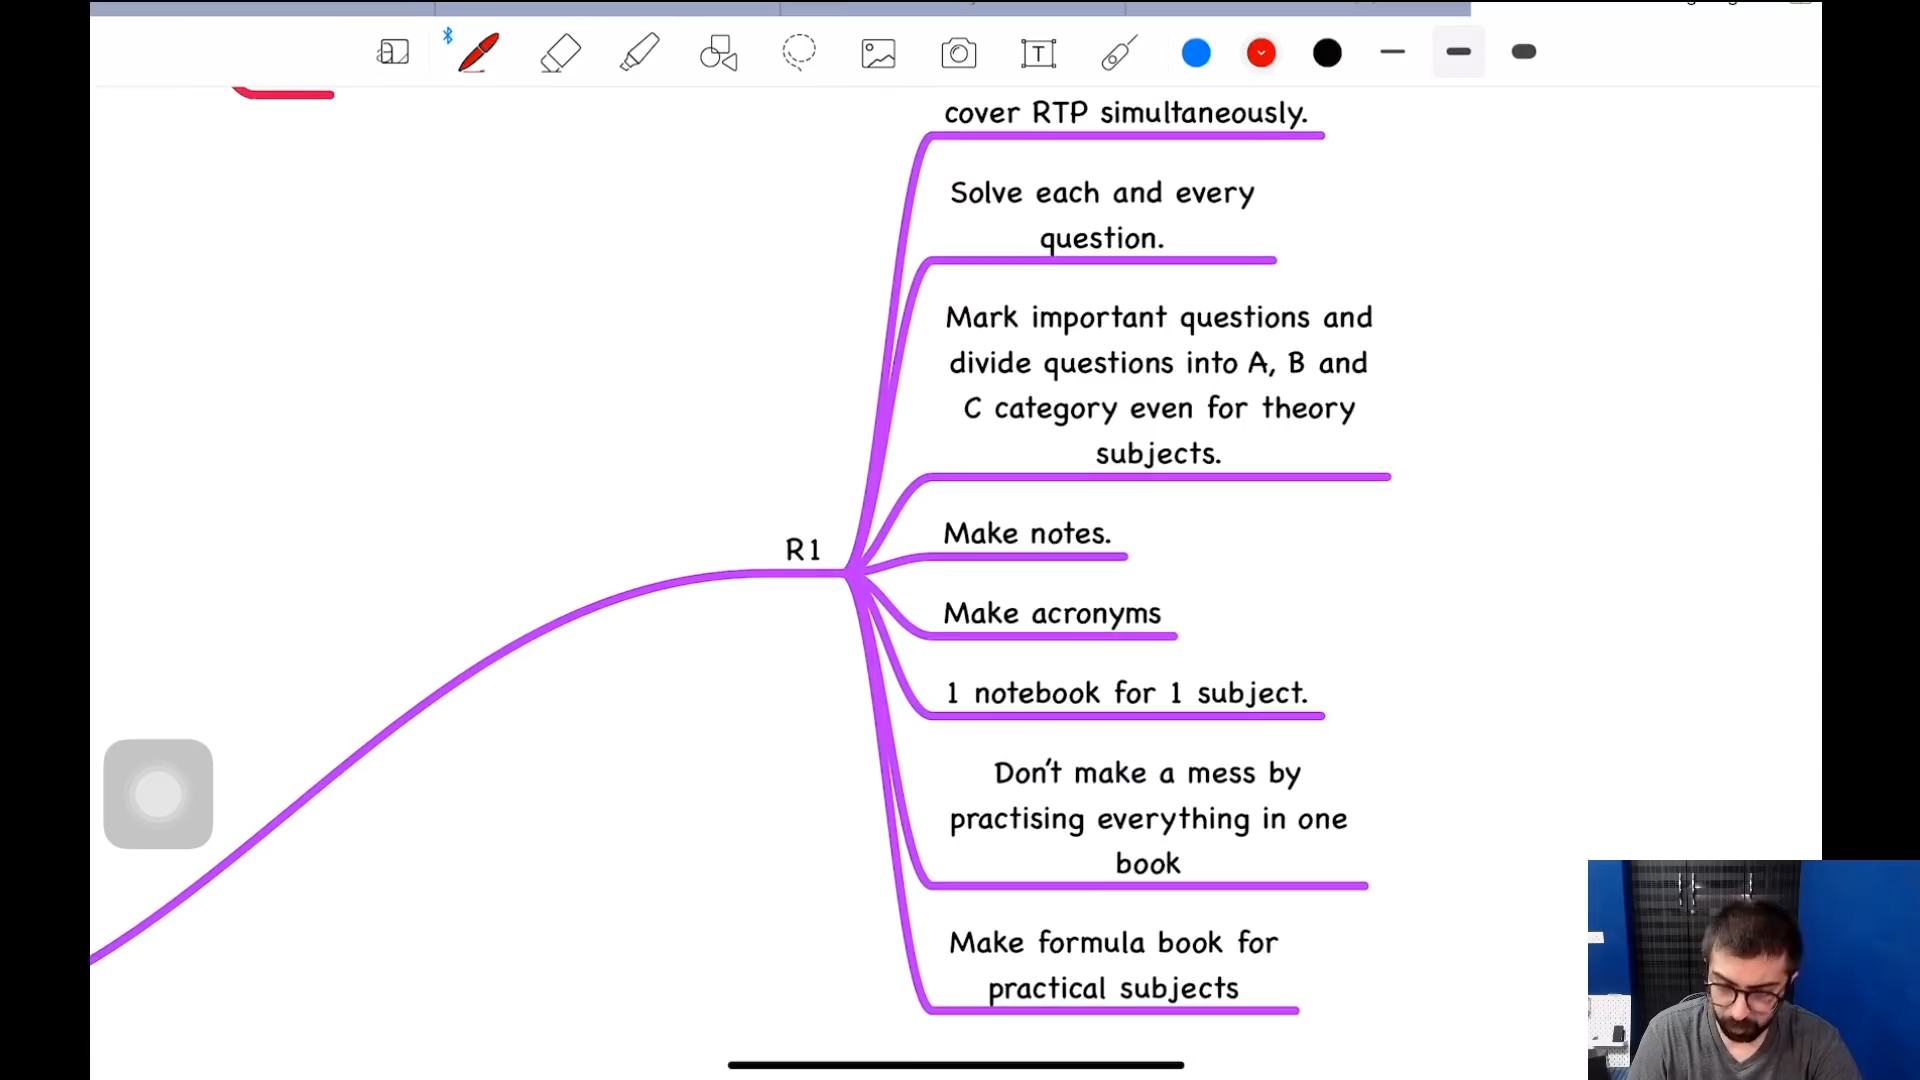 a
T
cover RTP simultaneously.
Solve each and every
question.
Mark important questions and
divide questions into A, B and
C category even for theory
subjects.
R1
Make notes.
Make acronyms
1 notebook for 1 subject.
Don't make a mess by
practising everything in one
book
Make formula book for
practical subjects